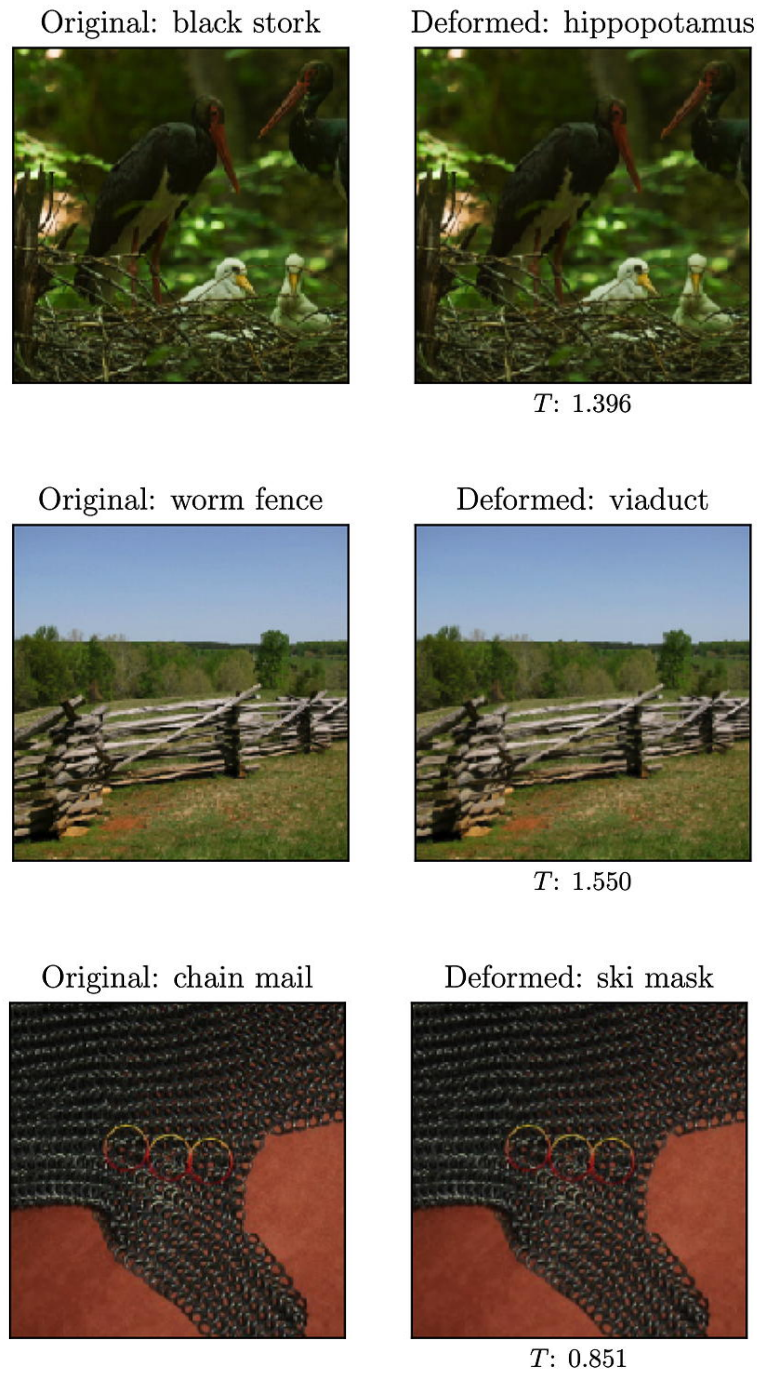 Original: black stork
Deformed: hippopotamus
T: 1.396
Original: worm fence
Deformed: viaduct
T: 1.550
Original: chain mail
Deformed: ski mask
T: 0.851